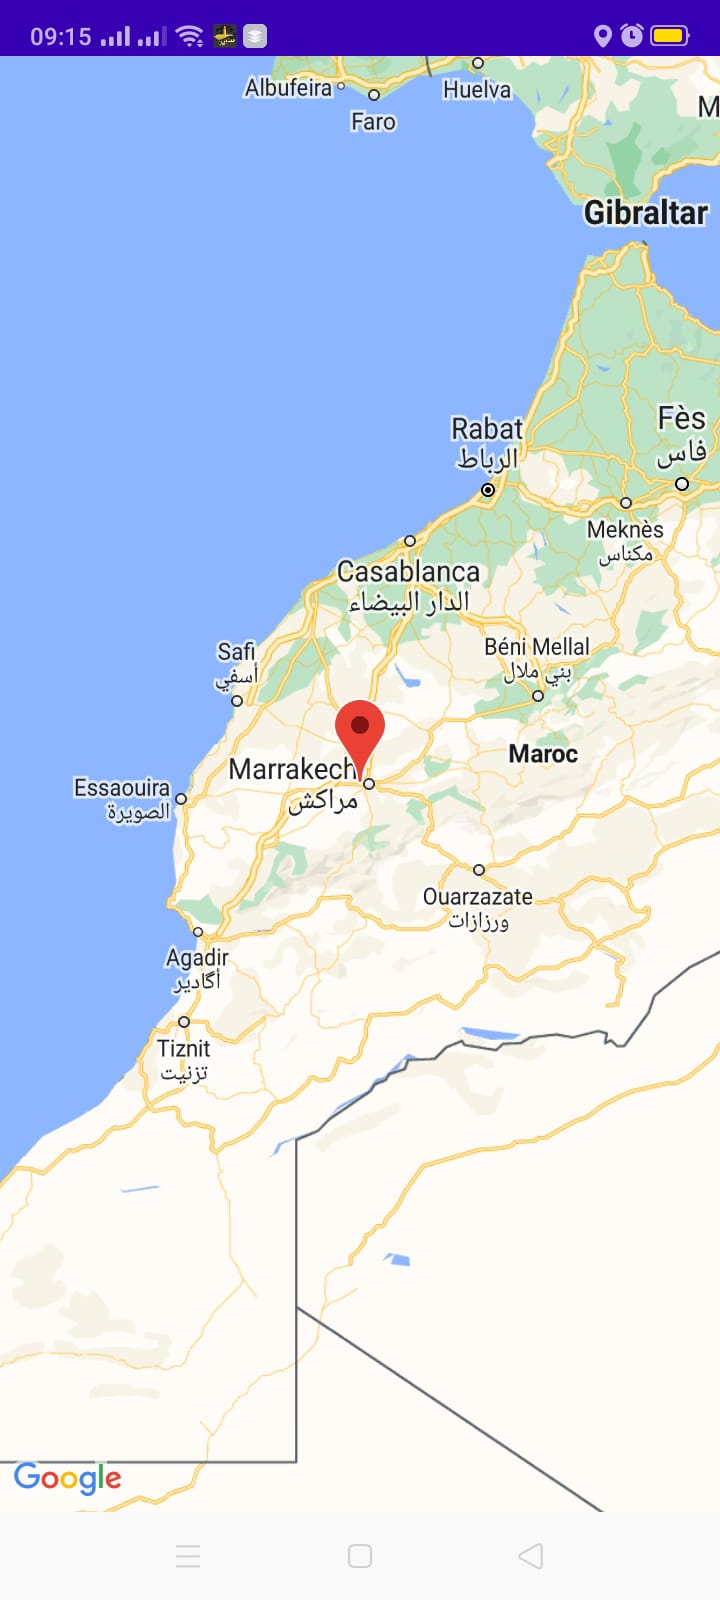 09:15
Albufeira
Huelva
Faro
M
Gibraltar
Rabat
الرباط
Fès
فاس
Meknès
مكناس
Casablanca
الدار البيضاء
Safi
أسفي
Béni Mellal
بني ملال
Maroc
Marrakech
مراكش
Essaouira
الصويرة
Ouarzazate
ورزازات
Agadir
أگادير
Tiznit
تزنيت
Google